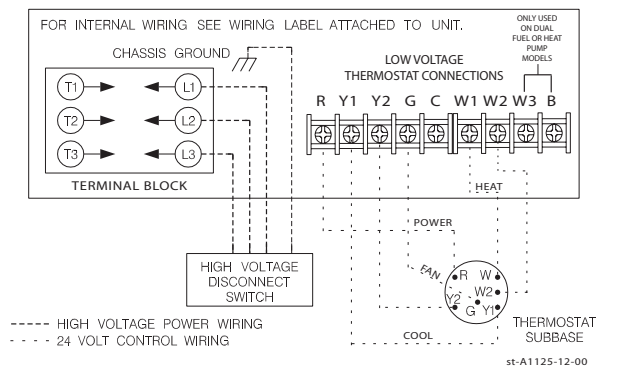 FOR INTERNAL WIRING SEE WIRING LABEL ATTACHED TO UNIT.
ONLY USED
ON DUAL
FUEL OR HEAT
PUMP
MODELS
CHASSIS GROUND
LOW VOLTAGE
THERMOSTAT CONNECTIONS
R Y1 Y2 G C W1 W2 W3 B
T1 L1
T2 L2
T3 L3
TERMINAL BLOCK
HEAT
POWER
FAN
HIGH VOLTAGE
DISCONNECT
SWITCH
R W
W2
Y2 G Y1
THERMOSTAT
SUBBASE
COOL
HIGH VOLTAGE POWER WIRING
24 VOLT CONTROL WIRING
st-A1125-12-00